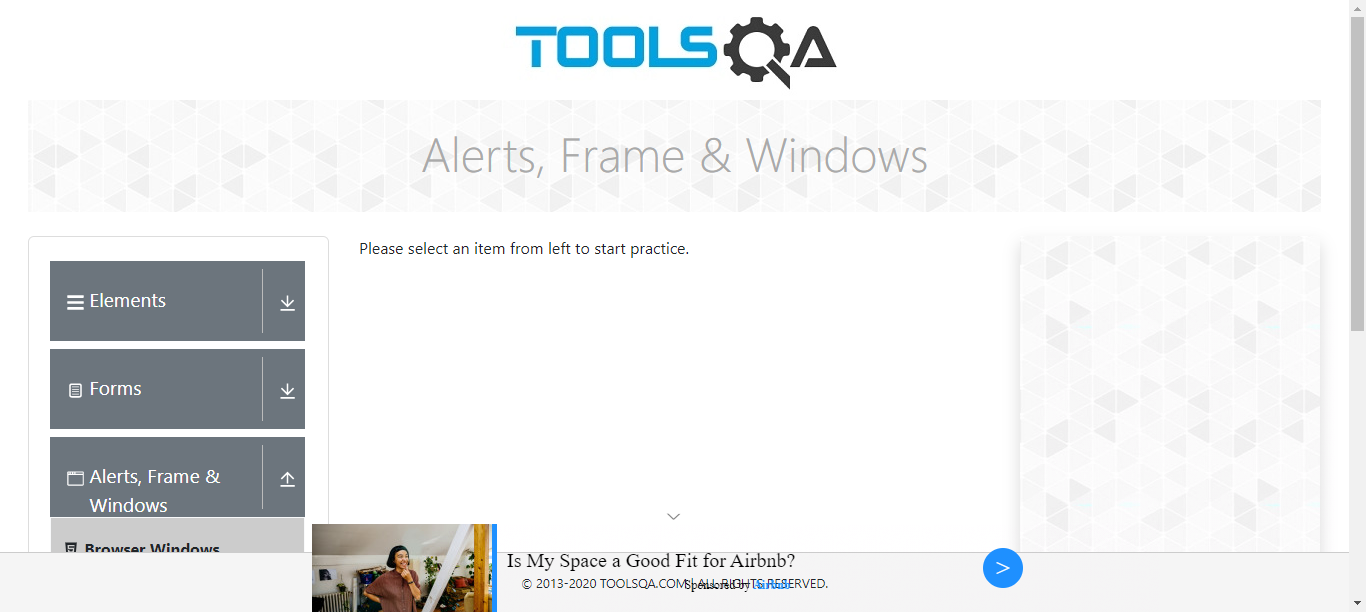 TOOLSQA
Alerts, Frame & Windows
Please select an item from left to start practice.
Elements
Forms
Alerts, Frame &
Windows
Browser Windows
Is My Space a Good Fit for Airbnb?
>
© 2013-2020 TOOLSQA.COM | ALL RIGHTS RESERVED.
Sponsored by Airbnb